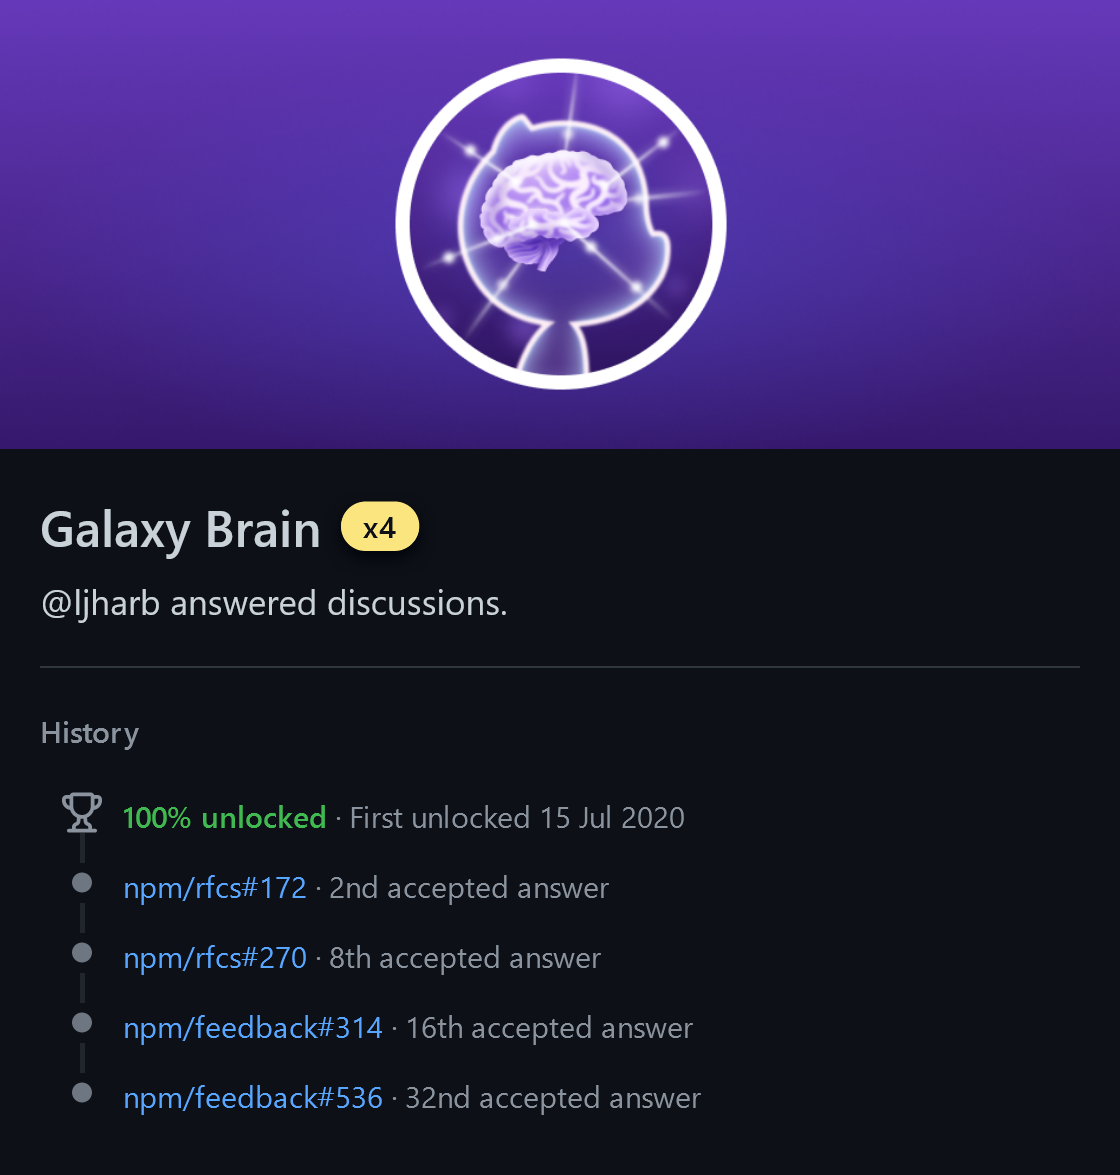 Galaxy Brain x4
@ljharb answered discussions.
History
100% unlocked · First unlocked 15 Jul 2020
npm/rfcs#172 · 2nd accepted answer
npm/rfcs#270 · 8th accepted answer
npm/feedback#314 · 16th accepted answer
npm/feedback#536 · 32nd accepted answer